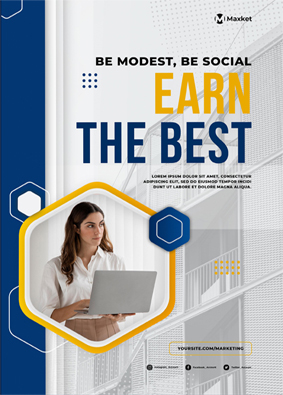 M Maxket
BE MODEST, BE SOCIAL
EARN
THE BEST
LOREM IPSUM DOLOR SIT AMET, CONSECTETUR
ADIPISCING ELIT, SED DO EIUSMOD TEMPOR INCIDI
DUNT UT LABORE ET DOLORE MAGNA ALIQUA.
YOURSITE.COM/MARKETING